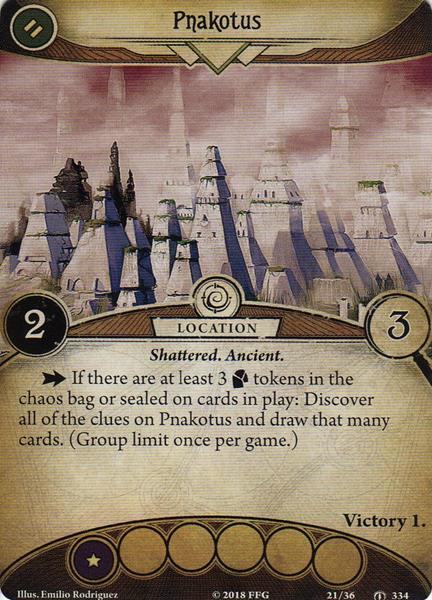 Pnakotus
2
3
LOCATION
Shattered. Ancient.
If there are at least 3 tokens in the
chaos bag or sealed on cards in play: Discover
all of the clues on Pnakotus and draw that many
cards. (Group limit once per game.)
Victory 1.
Illus. Emilio Rodriguez © 2018 FFG 21/36 334